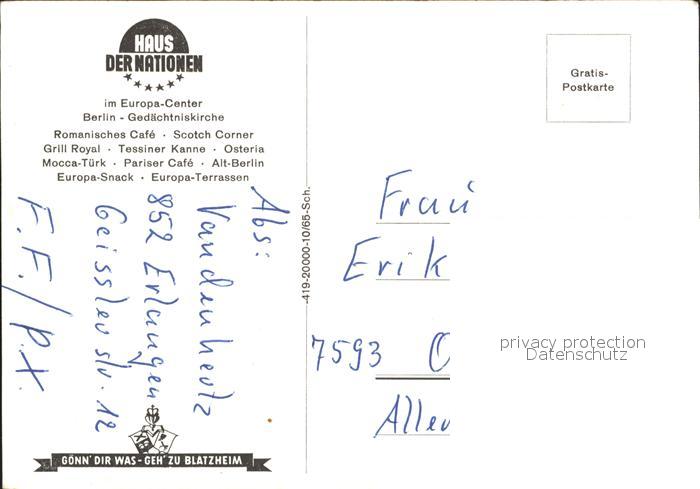 HAUS
DER NATIONEN
im Europa-Center
Berlin - Gedächtniskirche
Romanisches Café · Scotch Corner
Grill Royal · Tessiner Kanne · Osteria
Mocca-Türk · Pariser Café · Alt-Berlin
Europa-Snack · Europa-Terrassen
Abs:
Vandenheutz
852 Erlangen
Geisslerstr. 12
F.F./P.X.
GÖNN' DIR WAS - GEH' ZU BLATZHEIM
419-20000-10/65-Sch.
Gratis-
Postkarte
Frau
Erik
7593 O
Aller
privacy protection
Datenschutz